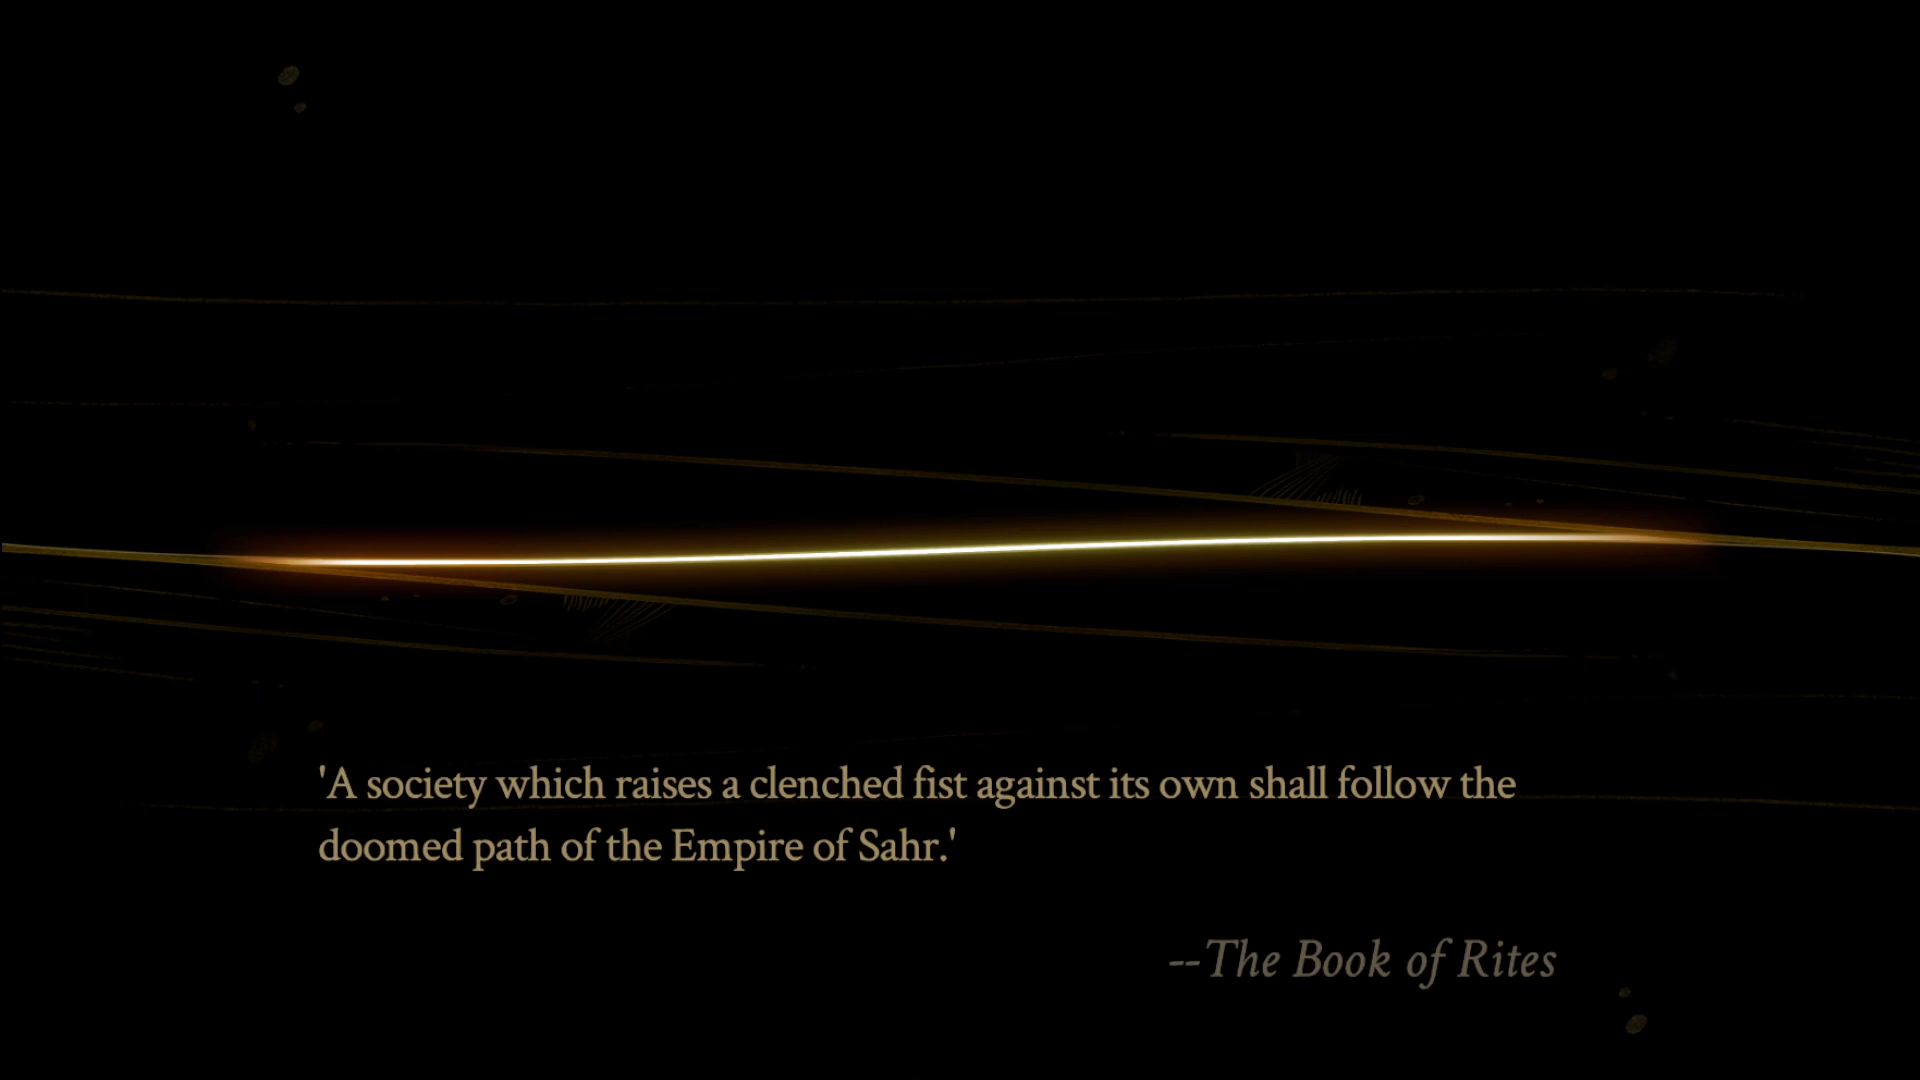 'A society which raises a clenched fist against its own shall follow the
doomed path of the Empire of Sahr.'
--The Book of Rites